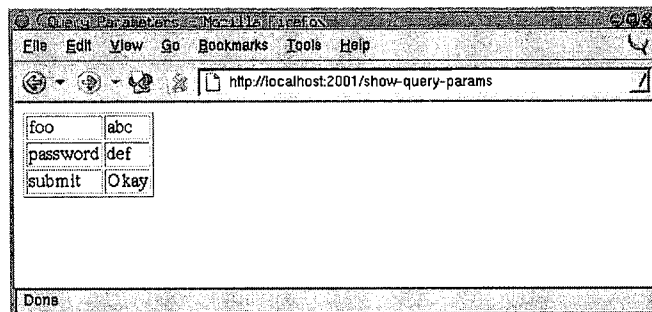 Query Parameters - Mozilla Firefox
File Edit View Go Bookmarks Tools Help
http://localhost:2001/show-query-params
foo abc
password def
submit Okay
Done